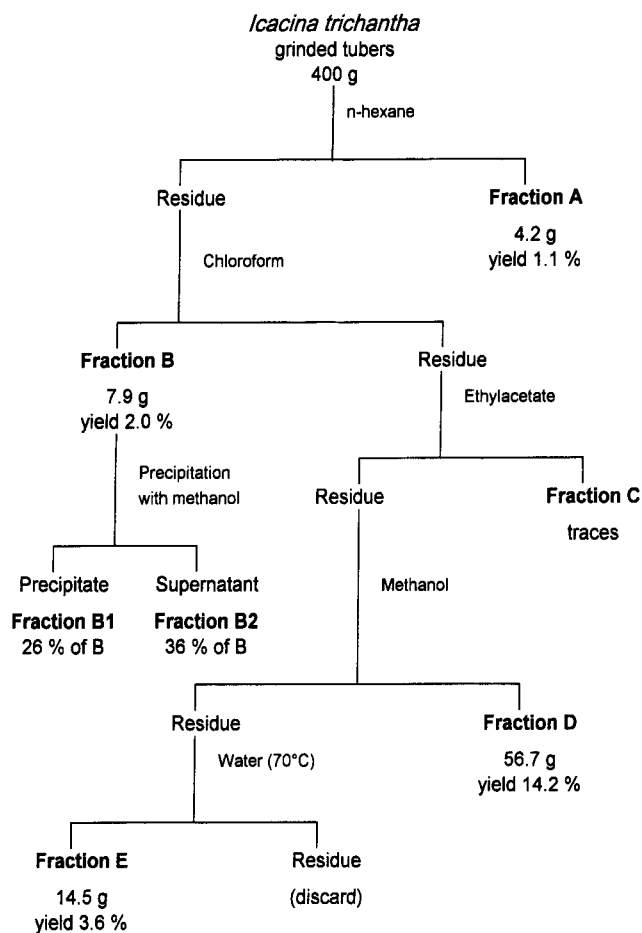 Icacina trichantha
grinded tubers
400 g
n-hexane
Residue
Fraction A
4.2 g
yield 1.1 %
Chloroform
Fraction B
7.9 g
yield 2.0 %
Residue
Ethylacetate
Precipitation
with methanol
Residue
Fraction C
traces
Precipitate
Fraction B1
26 % of B
Supernatant
Fraction B2
36 % of B
Methanol
Residue
Fraction D
56.7 g
yield 14.2 %
Water (70°C)
Fraction E
14.5 g
yield 3.6 %
Residue
(discard)